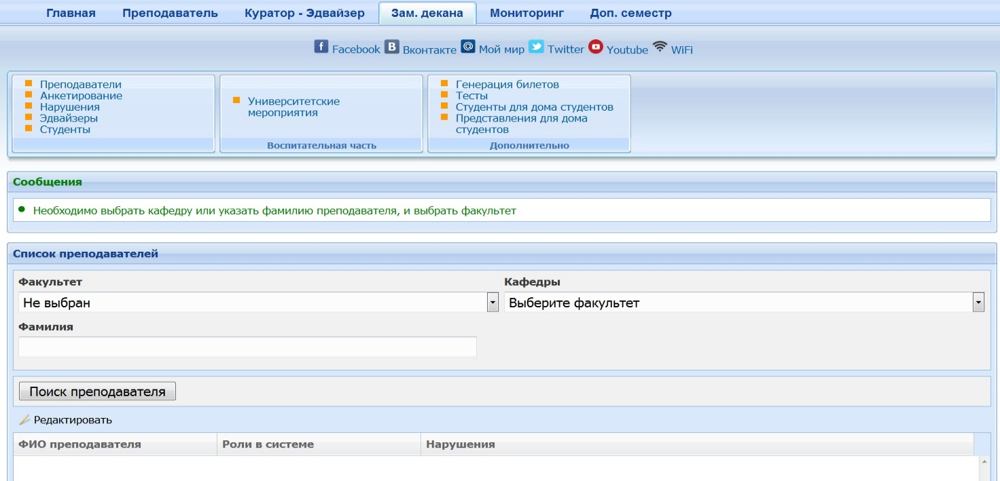 Главная Преподаватель Куратор - Эдвайзер Зам. декана Мониторинг Доп. семестр
Facebook Вконтакте Мой мир Twitter Youtube WiFi
Преподаватели
Анкетирование
Нарушения
Эдвайзеры
Студенты
Университетские
мероприятия
Воспитательная часть
Генерация билетов
Тесты
Студенты для дома студентов
Представления для дома
студентов
Дополнительно
Сообщения
Необходимо выбрать кафедру или указать фамилию преподавателя, и выбрать факультет
Список преподавателей
Факультет Кафедры
Не выбран Выберите факультет
Фамилия
Поиск преподавателя
Редактировать
ФИО преподавателя Роли в системе Нарушения